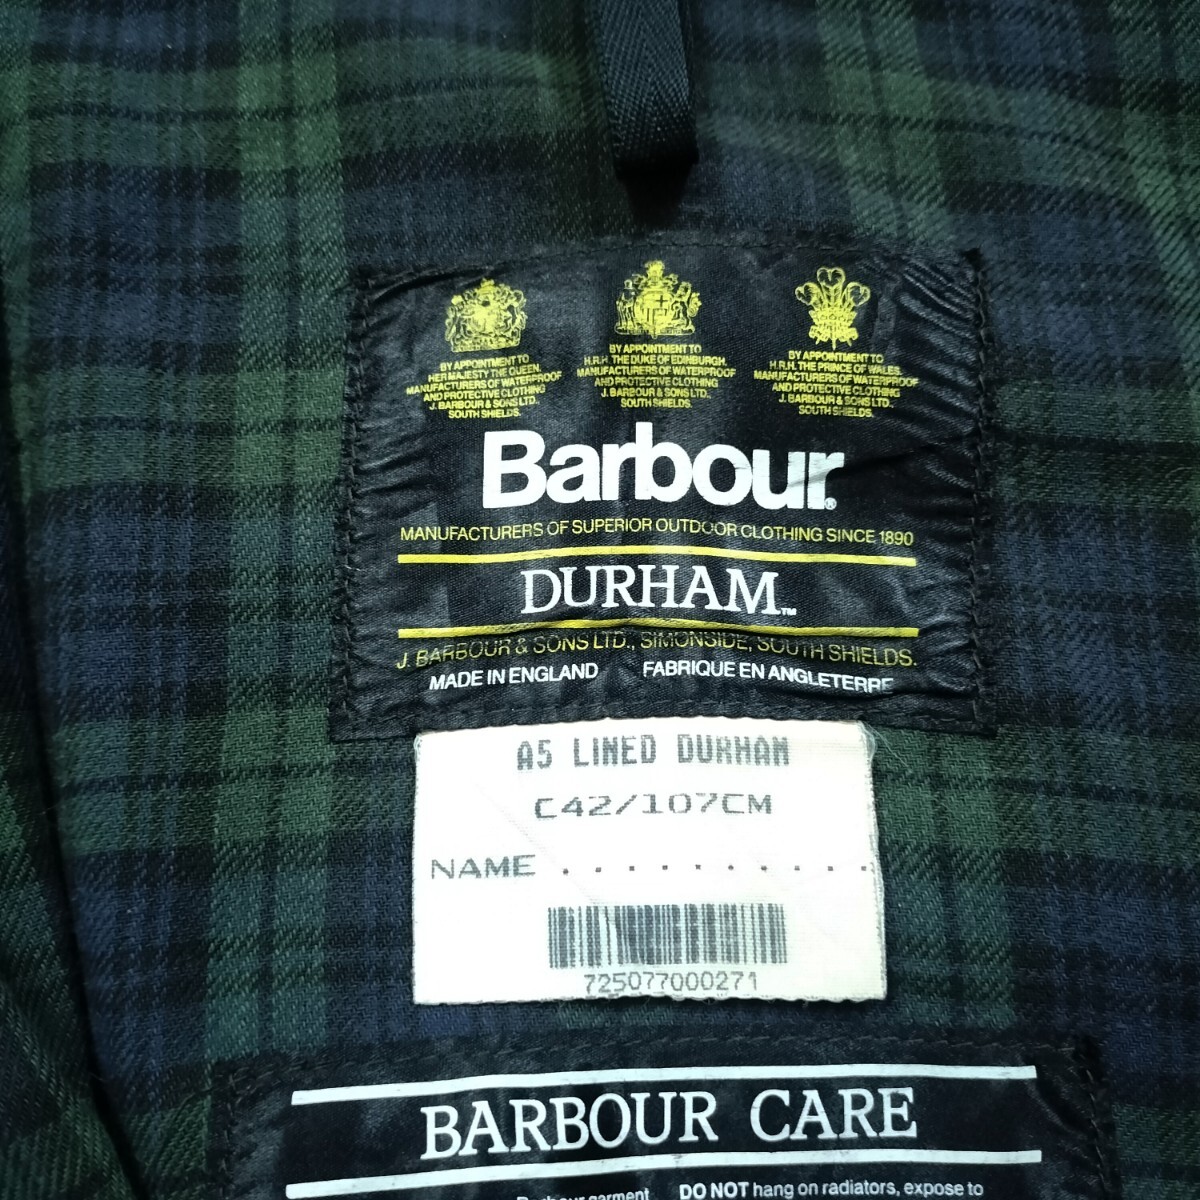 BY APPOINTMENT TO
HER MAJESTY THE QUEEN.
MANUFACTURERS OF WATERPROOF
AND PROTECTIVE CLOTHING
J. BARBOUR & SONS LTD.,
SOUTH SHIELDS.
BY APPOINTMENT TO
H.R.H. THE DUKE OF EDINBURGH.
MANUFACTURERS OF WATERPROOF
AND PROTECTIVE CLOTHING
J. BARBOUR & SONS LTD.
SOUTH SHIELDS.
BY APPOINTMENT TO
H.R.H. THE PRINCE OF WALES
MANUFACTURERS OF WATERPROOF
AND PROTECTIVE CLOTHING
J. BARBOUR & SONS LTD.,
SOUTH SHIELDS.
Barbour®
MANUFACTURERS OF SUPERIOR OUTDOOR CLOTHING SINCE 1890
DURHAM™
J. BARBOUR & SONS LTD., SIMONSIDE, SOUTH SHIELDS.
MADE IN ENGLAND FABRIQUE EN ANGLETERRE
A5 LINED DURHAM
C42/107CM
NAME . . . . . . . . . .
725077000271
BARBOUR CARE
Barbour garment DO NOT hang on radiators, expose to